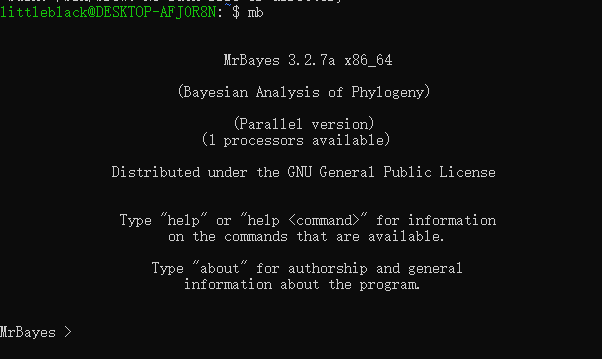 littleblack@DESKTOP-AFJOR8N:~$ mb
MrBayes 3.2.7a x86_64
(Bayesian Analysis of Phylogeny)
(Parallel version)
(1 processors available)
Distributed under the GNU General Public License
Type "help" or "help <command>" for information
on the commands that are available.
Type "about" for authorship and general
information about the program.
MrBayes >